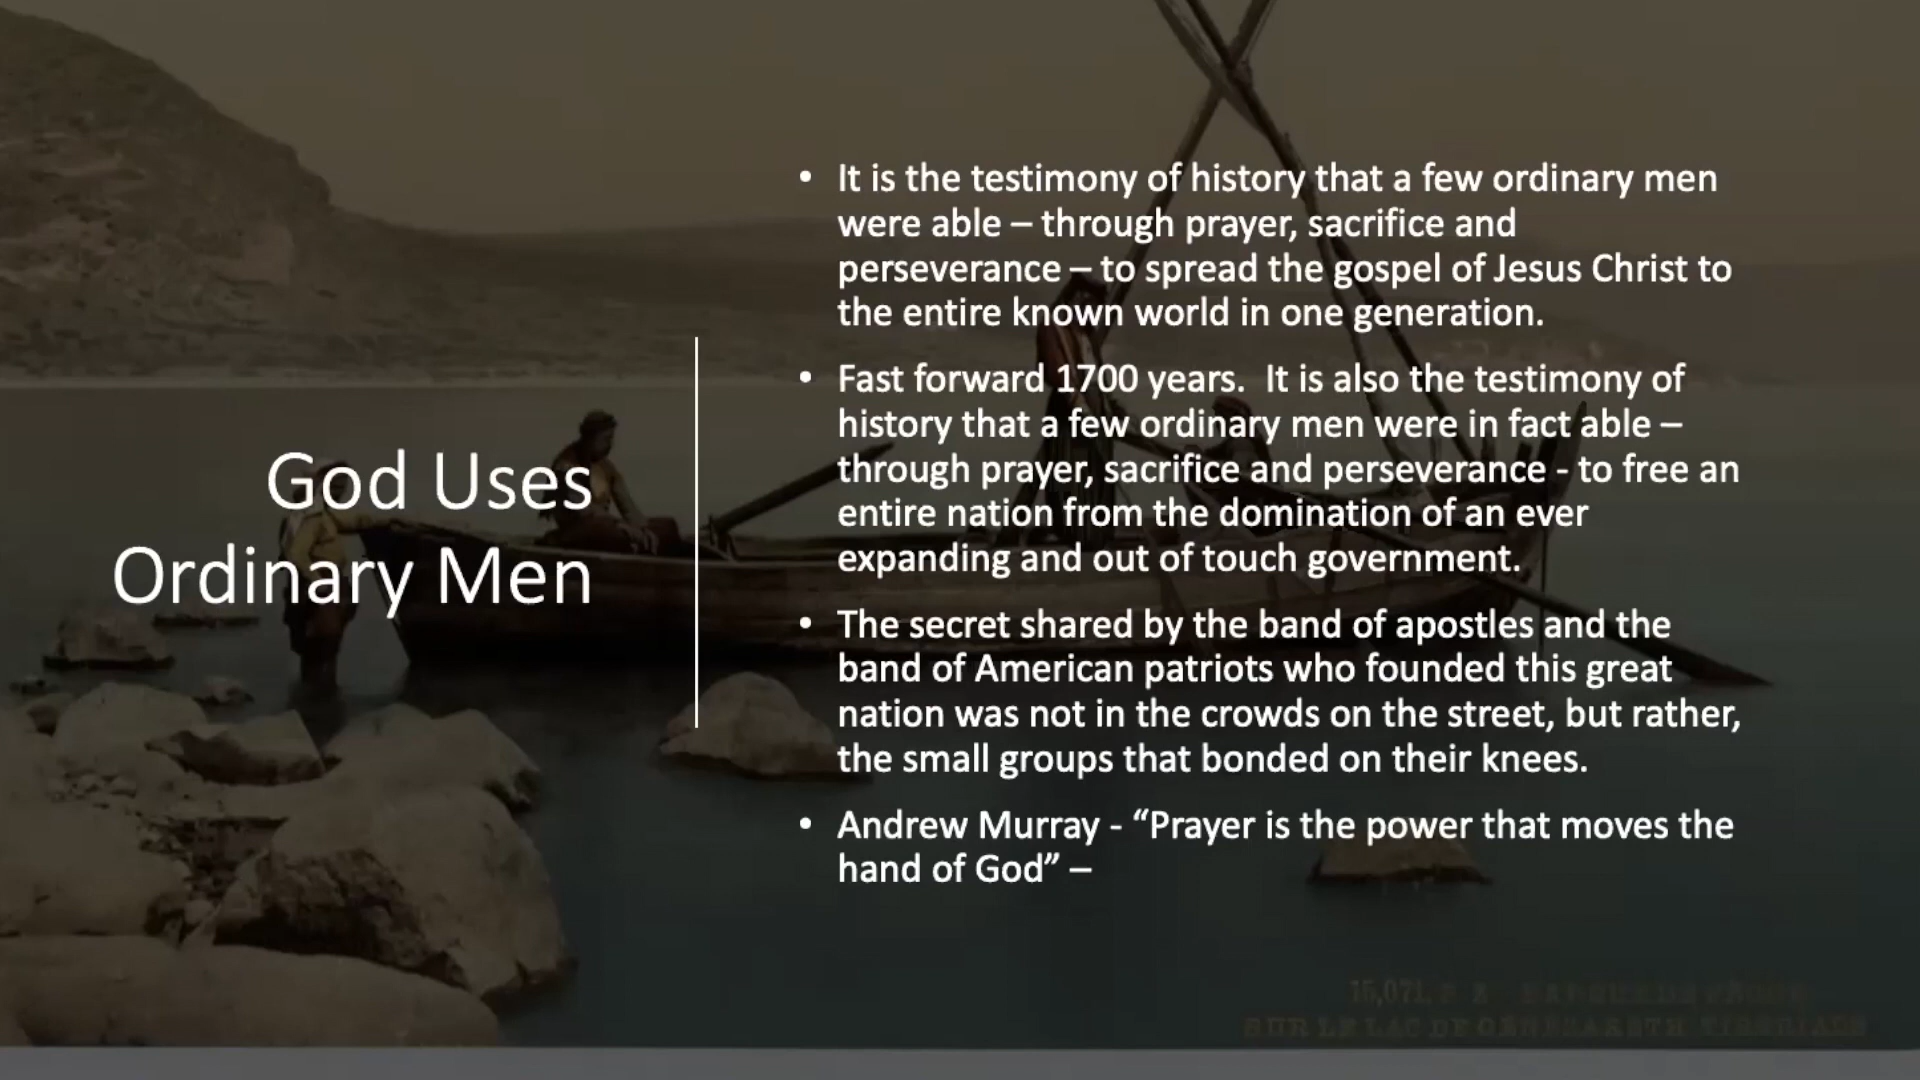 God Uses
Ordinary Men
• It is the testimony of history that a few ordinary men
were able – through prayer, sacrifice and
perseverance – to spread the gospel of Jesus Christ to
the entire known world in one generation.
• Fast forward 1700 years.  It is also the testimony of
history that a few ordinary men were in fact able –
through prayer, sacrifice and perseverance - to free an
entire nation from the domination of an ever
expanding and out of touch government.
• The secret shared by the band of apostles and the
band of American patriots who founded this great
nation was not in the crowds on the street, but rather,
the small groups that bonded on their knees.
• Andrew Murray - “Prayer is the power that moves the
hand of God” –
SUR LE LAC DE